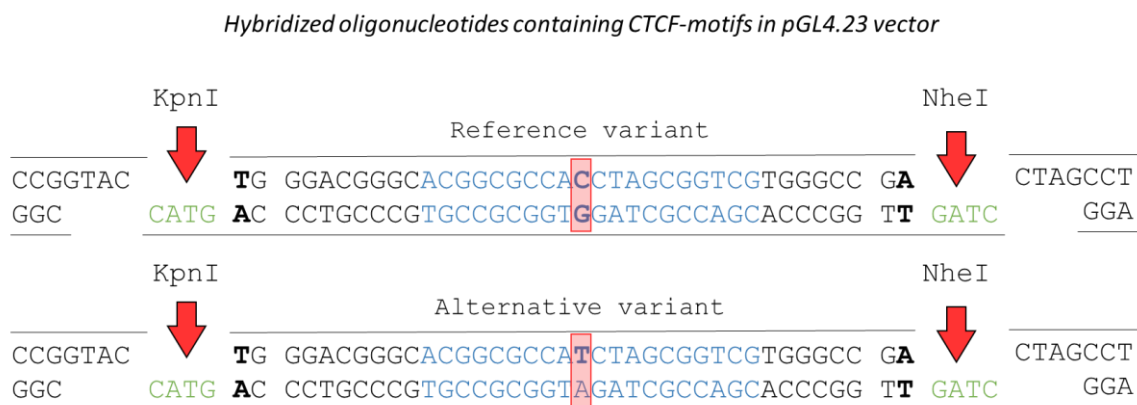 Hybridized oligonucleotides containing CTCF-motifs in pGL4.23 vector
KpnI NheI
Reference variant
CCGGTAC TG GGACGGGCACGGCGCCACCTAGCGGTCGTGGGCC GA CTAGCCT
GGC CATG AC CCTGCCCGTGCCGCGGTGGATCGCCAGCACCCGG TT GATC GGA
KpnI NheI
Alternative variant
CCGGTAC TG GGACGGGCACGGCGCCATCTAGCGGTCGTGGGCC GA CTAGCCT
GGC CATG AC CCTGCCCGTGCCGCGGTAGATCGCCAGCACCCGG TT GATC GGA